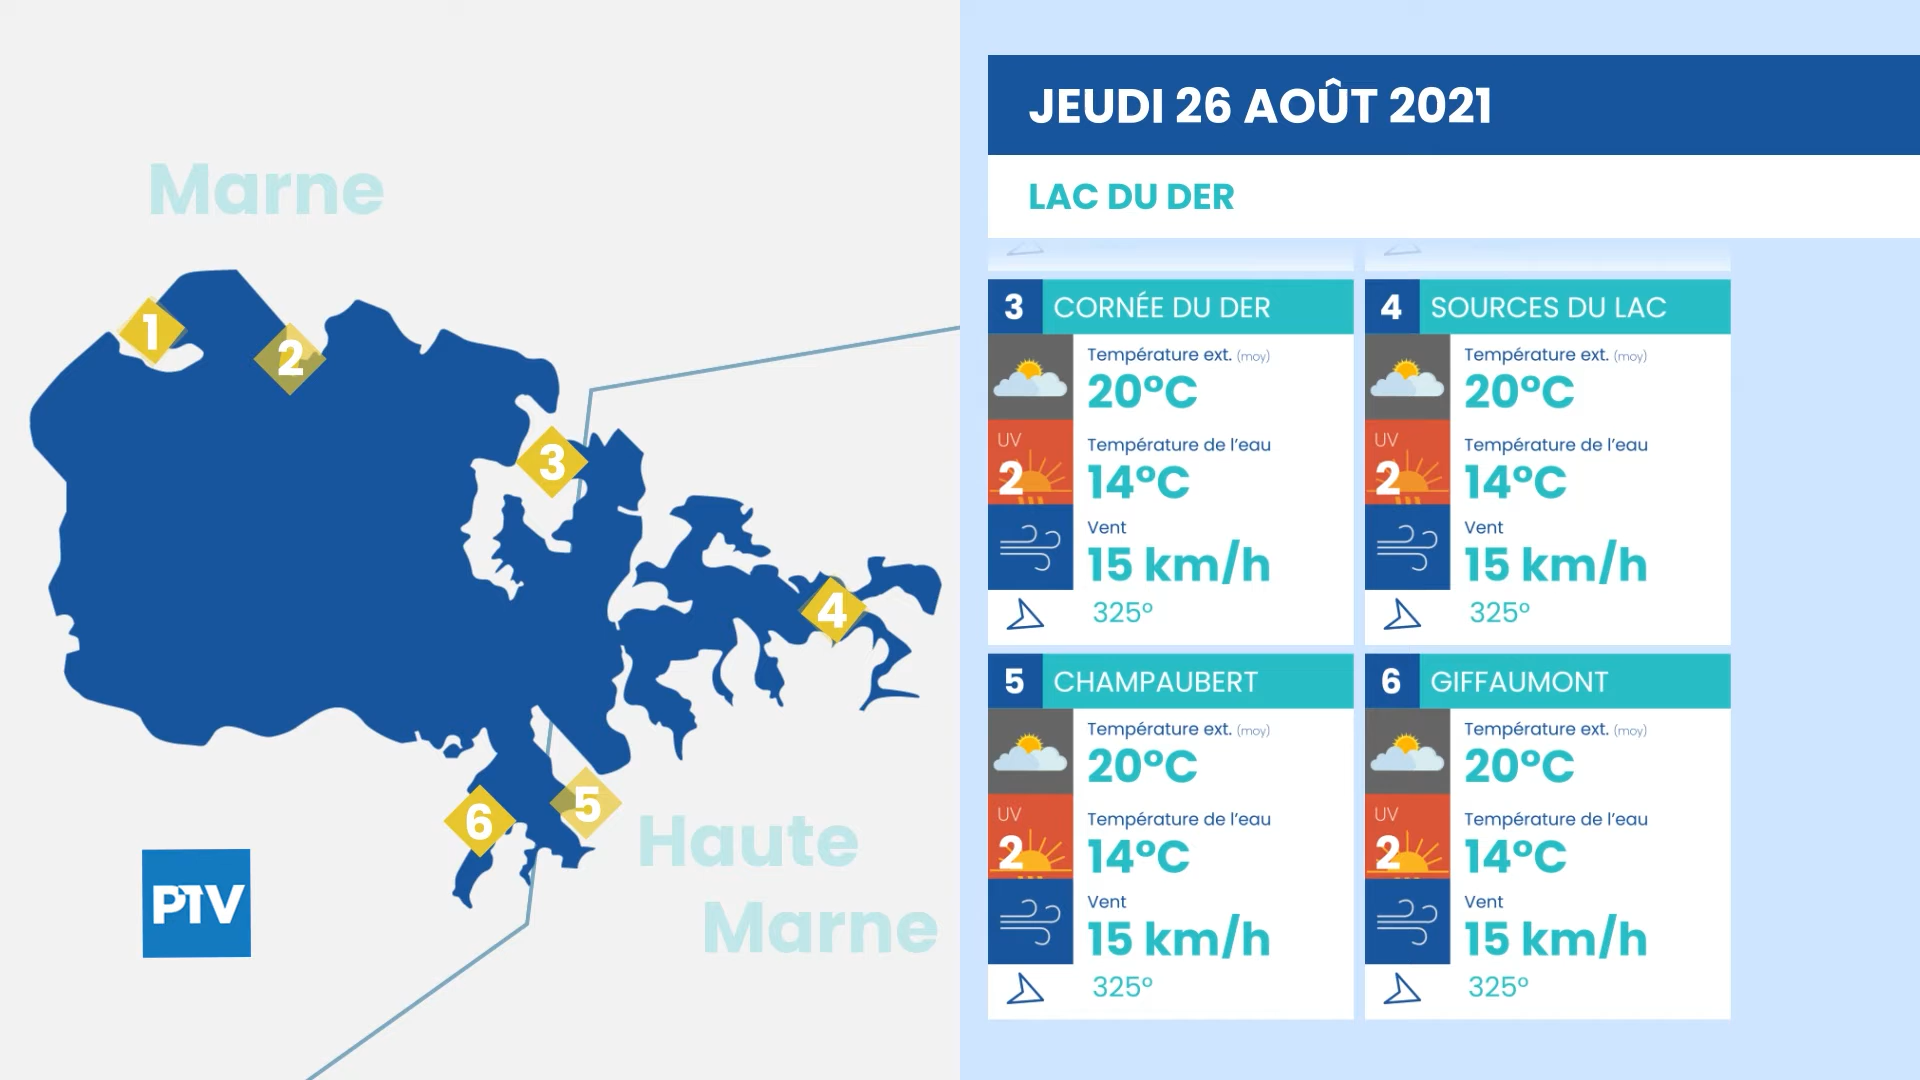 Marne
1
2
3
4
5
6
Haute
Marne
PTV
JEUDI 26 AOÛT 2021
LAC DU DER
3 CORNÉE DU DER
Température ext. (moy)
20°C
UV
2
Température de l'eau
14°C
Vent
15 km/h
325°
4 SOURCES DU LAC
Température ext. (moy)
20°C
UV
2
Température de l'eau
14°C
Vent
15 km/h
325°
5 CHAMPAUBERT
Température ext. (moy)
20°C
UV
2
Température de l'eau
14°C
Vent
15 km/h
325°
6 GIFFAUMONT
Température ext. (moy)
20°C
UV
2
Température de l'eau
14°C
Vent
15 km/h
325°